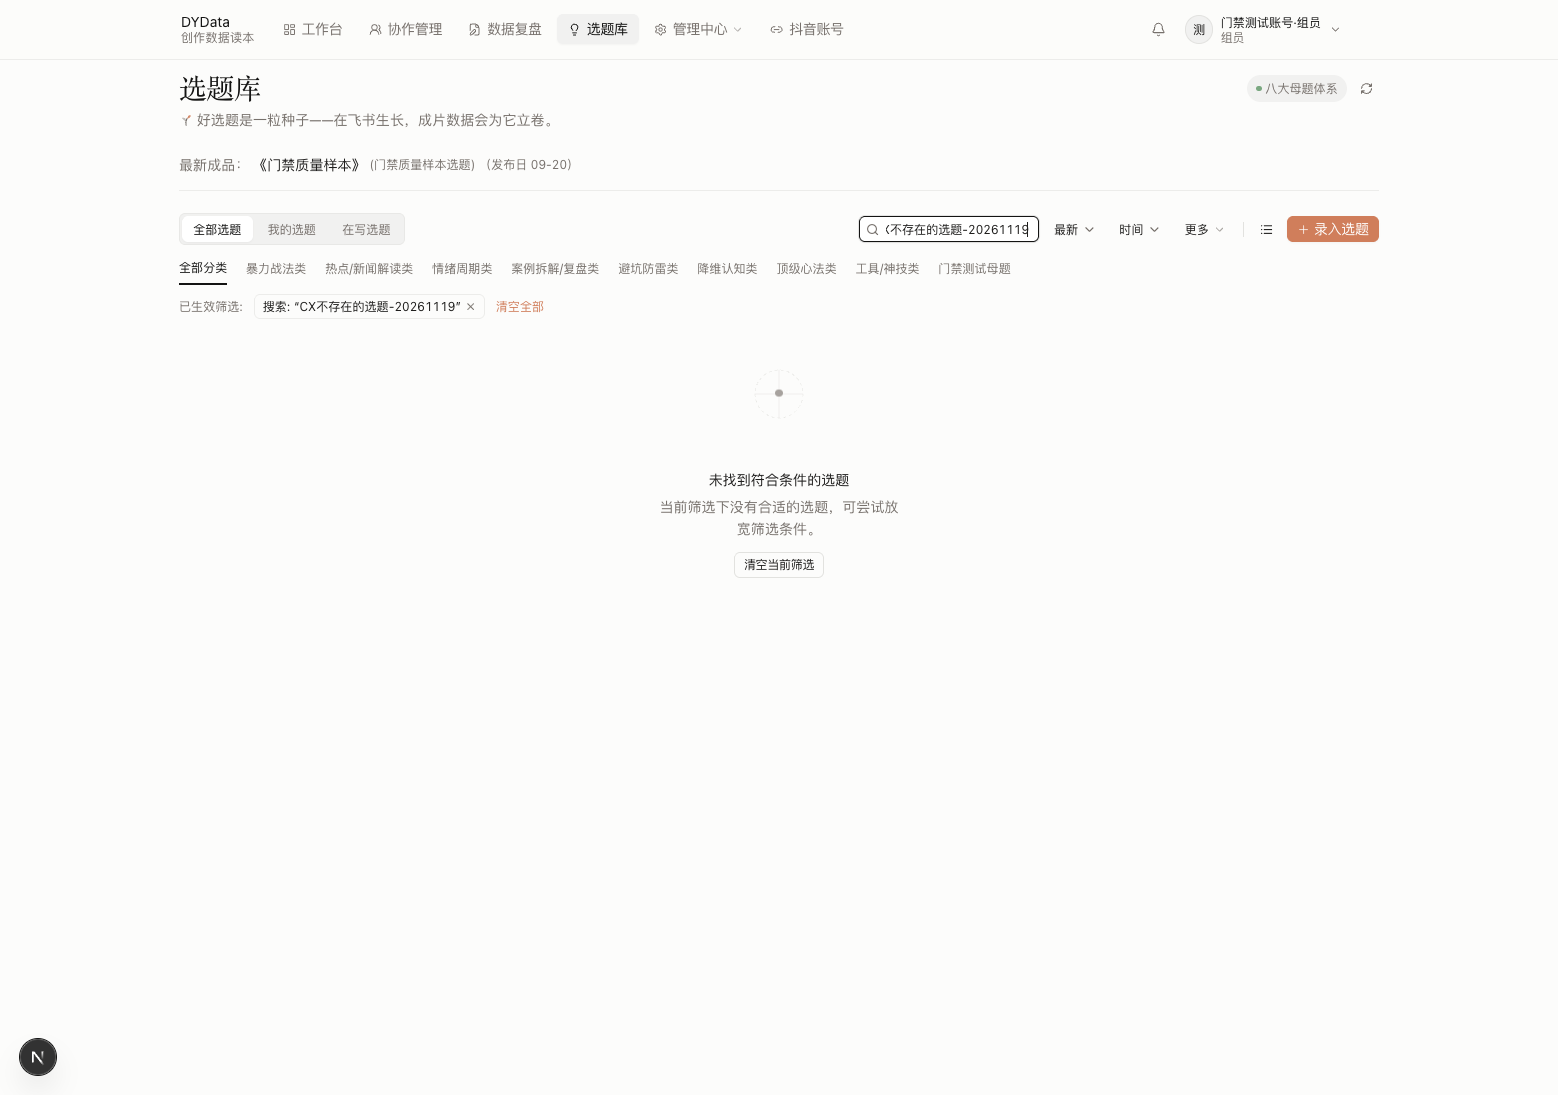 DYData
创作数据读本
工作台
协作管理
数据复盘
选题库
管理中心
抖音账号
测
门禁测试账号·组员
组员
选题库
八大母题体系
好选题是一粒种子——在飞书生长，成片数据会为它立卷。
最新成品： 《门禁质量样本》 (门禁质量样本选题) （发布日 09-20）
全部选题
我的选题
在写选题
不存在的选题-20261119
最新
时间
更多
录入选题
全部分类
暴力战法类
热点/新闻解读类
情绪周期类
案例拆解/复盘类
避坑防雷类
降维认知类
顶级心法类
工具/神技类
门禁测试母题
已生效筛选:
搜索: “CX不存在的选题-20261119”
清空全部
未找到符合条件的选题
当前筛选下没有合适的选题，可尝试放
宽筛选条件。
清空当前筛选
N